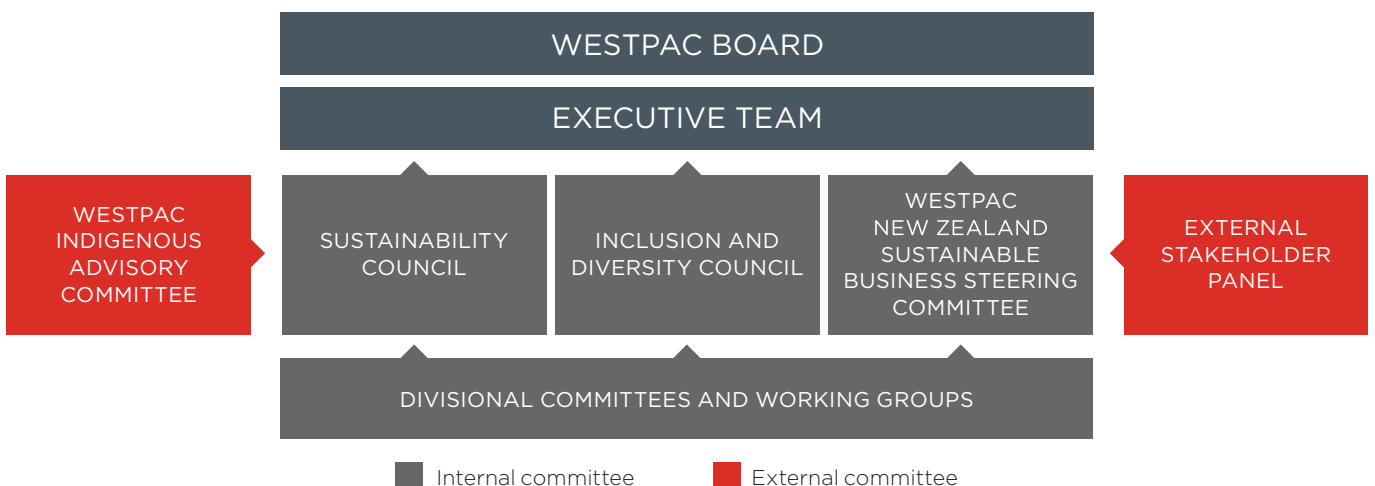 WESTPAC BOARD
EXECUTIVE TEAM
WESTPAC
INDIGENOUS
ADVISORY
COMMITTEE
SUSTAINABILITY
COUNCIL
INCLUSION AND
DIVERSITY COUNCIL
WESTPAC
NEW ZEALAND
SUSTAINABLE
BUSINESS STEERING
COMMITTEE
EXTERNAL
STAKEHOLDER
PANEL
DIVISIONAL COMMITTEES AND WORKING GROUPS
Internal committee
External committee